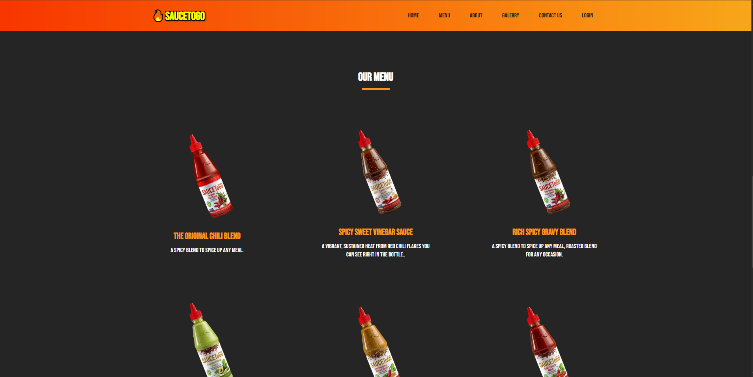 SAUCETOGO
HOME MENU ABOUT GALLERRY CONTACT US LOGIN
OUR MENU
THE ORIGINAL CHILI BLEND
A SPICY BLEND TO SPICE UP ANY MEAL.
SPICY SWEET VINEGAR SAUCE
A VIBRANT, SUSTAINED HEAT FROM RED CHILI FLAKES YOU
CAN SEE RIGHT IN THE BOTTLE..
RICH SPICY GRAVY BLEND
A SPICY BLEND TO SPICE UP ANY MEAL, ROASTED BLEND
FOR ANY OCCASION.